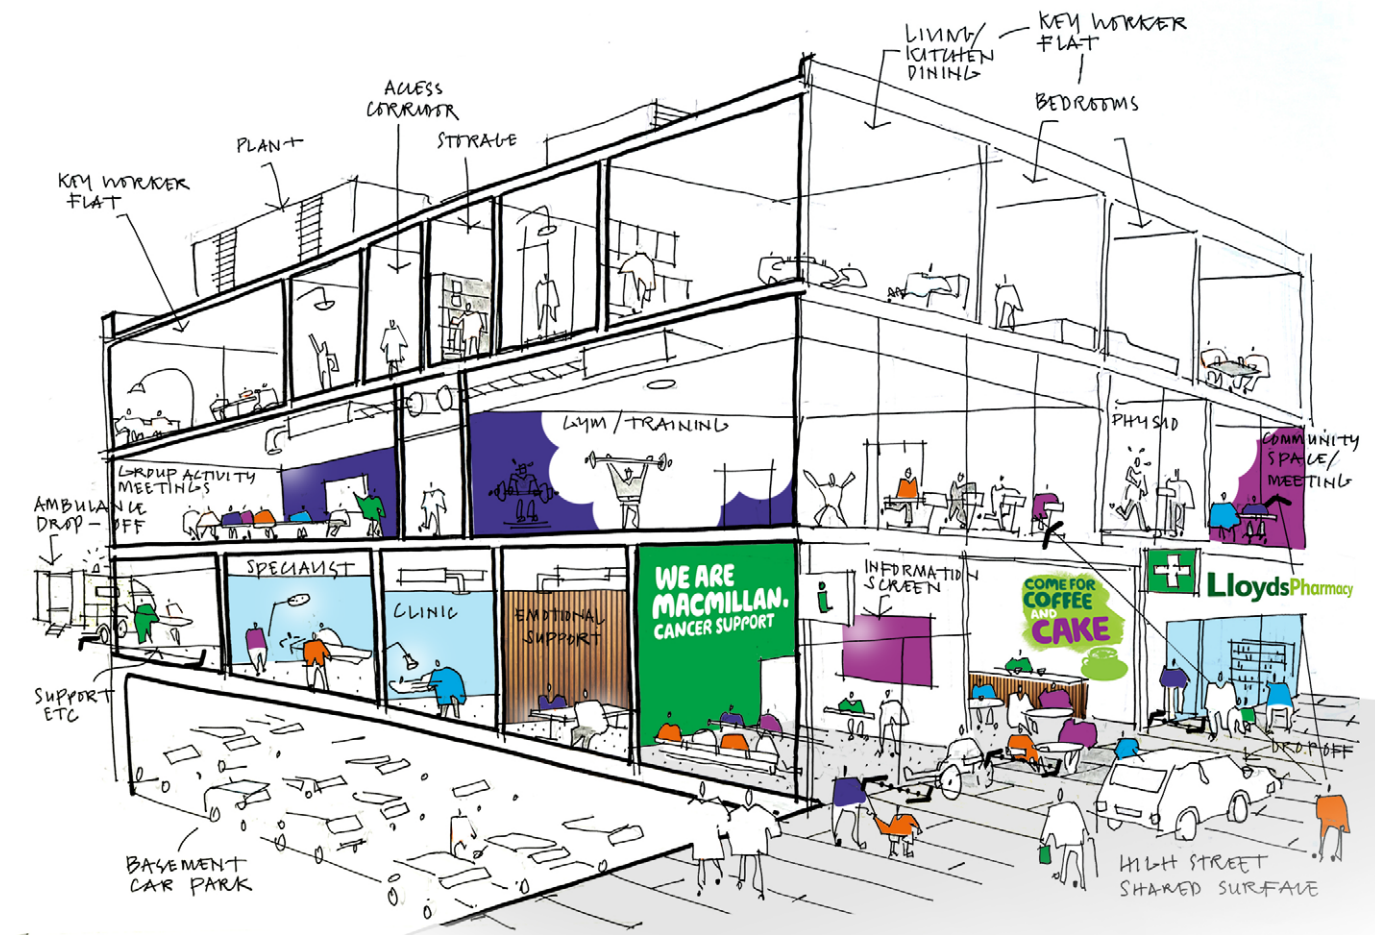 LIVING/
KITCHEN
DINING
KEY WORKER
FLAT
BEDROOMS
ACCESS
CORRIDOR
STORAGE
PLANT
KEY WORKER
FLAT
GYM/TRAINING
PHYSIO
COMMUNITY
SPACE/
MEETING
GROUP ACTIVITY
MEETINGS
AMBULANCE
DROP-OFF
SPECIALIST
CLINIC
EMOTIONAL
SUPPORT
WE ARE
MACMILLAN.
CANCER SUPPORT
i
INFORMATION
SCREEN
COME FOR
COFFEE
AND
CAKE
LloydsPharmacy
SUPPORT
ETC
DROP OFF
BASEMENT
CAR PARK
HIGH STREET
SHARED SURFACE